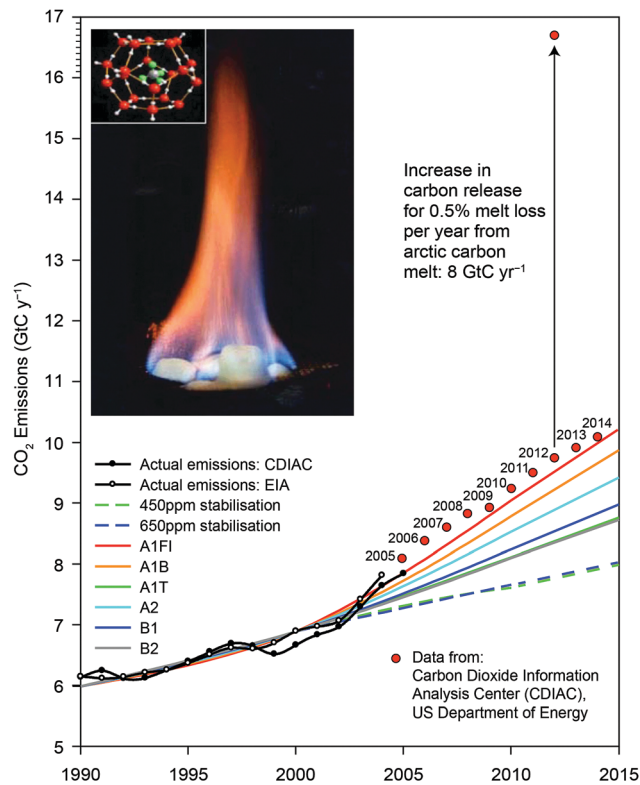 17
16
15
14
13
12
11
10
9
8
7
6
5
CO2 Emissions (GtC y−1)
Increase in
carbon release
for 0.5% melt loss
per year from
arctic carbon
melt: 8 GtC yr−1
2014
2013
2012
2011
2010
2009
2008
2007
2006
2005
Actual emissions: CDIAC
Actual emissions: EIA
450ppm stabilisation
650ppm stabilisation
A1FI
A1B
A1T
A2
B1
B2
Data from:
Carbon Dioxide Information
Analysis Center (CDIAC),
US Department of Energy
1990
1995
2000
2005
2010
2015